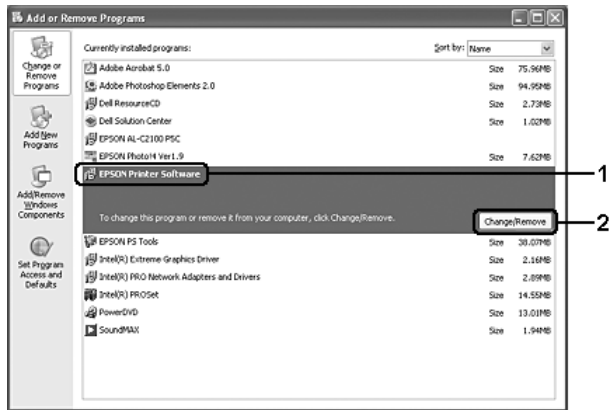 Add or Remove Programs
Change or
Remove
Programs
Add New
Programs
Add/Remove
Windows
Components
Set Program
Access and
Defaults
Currently installed programs:
Sort by: Name
Adobe Acrobat 5.0 Size 75.96MB
Adobe Photoshop Elements 2.0 Size 94.95MB
Dell ResourceCD Size 2.73MB
Dell Solution Center Size 1.02MB
EPSON AL-C2100 PSC
EPSON Photo!4 Ver1.9 Size 7.62MB
EPSON Printer Software 1
To change this program or remove it from your computer, click Change/Remove. Change/Remove 2
EPSON PS Tools Size 38.07MB
Intel(R) Extreme Graphics Driver Size 2.16MB
Intel(R) PRO Network Adapters and Drivers Size 2.89MB
Intel(R) PROSet Size 14.55MB
PowerDVD Size 13.01MB
SoundMAX Size 1.94MB